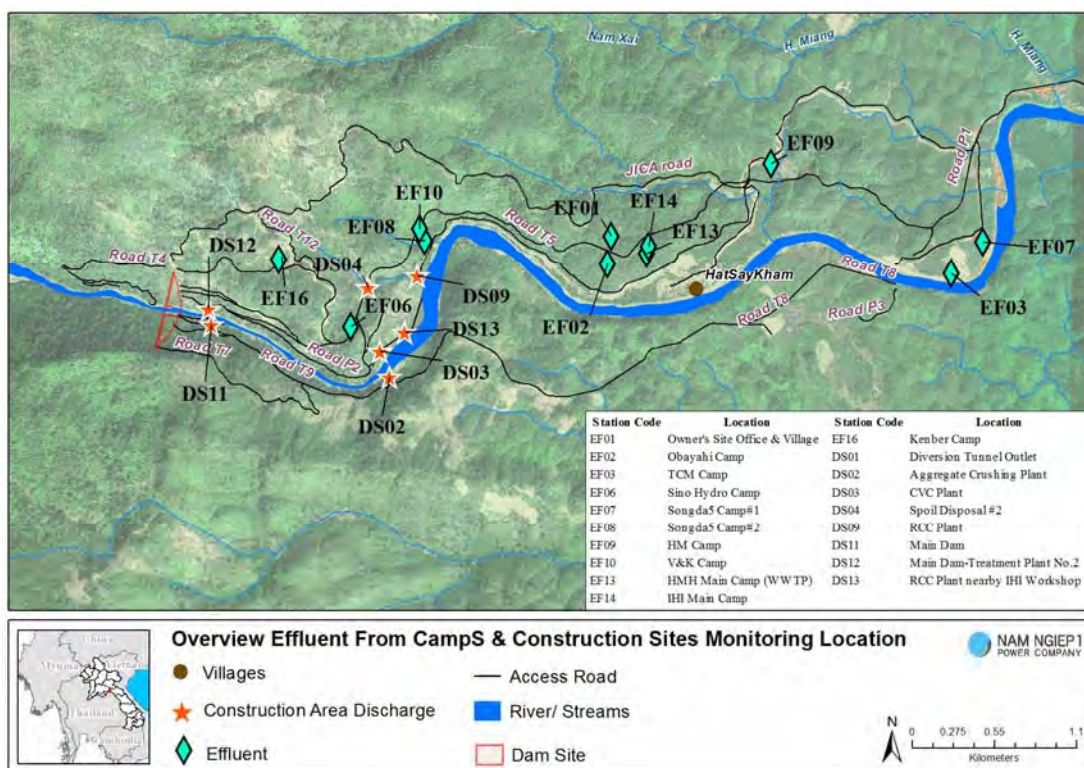 Nam Xai
H. Miang
H. Miang
Road P1
EF09
JICA road
EF10
EF14
EF01
EF08
EF13
Road T5
Road T12
DS12
DS04
EF07
Road T4
HatSayKham
Road T8
EF16
DS09
EF06
EF02
Road T8
EF03
Road P3
DS13
Road T7
Road P2
Road T9
DS03
DS11
DS02
Station Code Location Station Code Location
EF01 Owner's Site Office & Village EF16 Kenber Camp
EF02 Obayahi Camp DS01 Diversion Tunnel Outlet
EF03 TCM Camp DS02 Aggregate Crushing Plant
EF06 Sino Hydro Camp DS03 CVC Plant
EF07 Songda5 Camp#1 DS04 Spoil Disposal #2
EF08 Songda5 Camp#2 DS09 RCC Plant
EF09 HM Camp DS11 Main Dam
EF10 V&K Camp DS12 Main Dam-Treatment Plant No.2
EF13 HMH Main Camp (WWTP) DS13 RCC Plant nearby IHI Workshop
EF14 IHI Main Camp
Overview Effluent From CampS & Construction Sites Monitoring Location
NAM NGIEP 1
POWER COMPANY
Villages
Access Road
Construction Area Discharge
River/ Streams
Effluent
Dam Site
China
Thailand
N
0 0.275 0.55 1.1
Kilometers